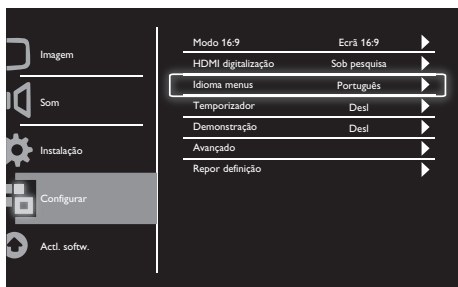 Imagem
Som
Instalação
Configurar
Actl. softw.
Modo 16:9 Ecrã 16:9
HDMI digitalização Sob pesquisa
Idioma menus Português
Temporizador Desl
Demonstração Desl
Avançado
Repor definição